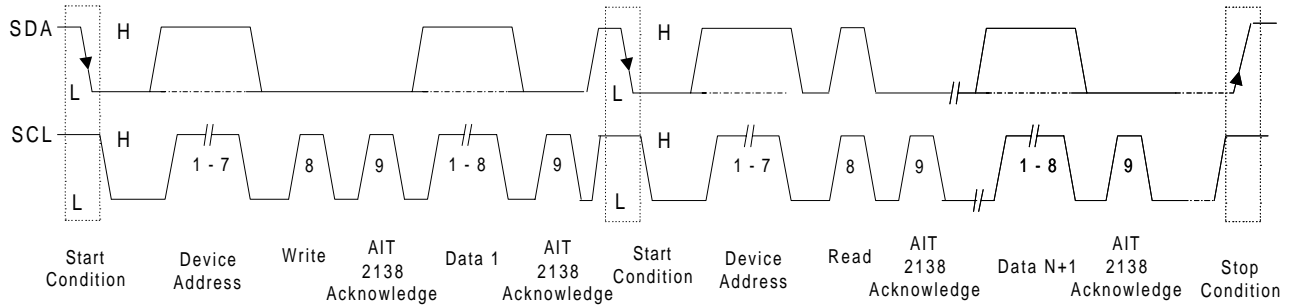 SDA H H
L L
SCL H H
1 - 7 8 9 1 - 8 9 1 - 7 8 9 1 - 8 9
L L
Start Condition
Device Address
Write
AIT 2138 Acknowledge
Data 1
AIT 2138 Acknowledge
Start Condition
Device Address
Read
AIT 2138 Acknowledge
Data N+1
AIT 2138 Acknowledge
Stop Condition